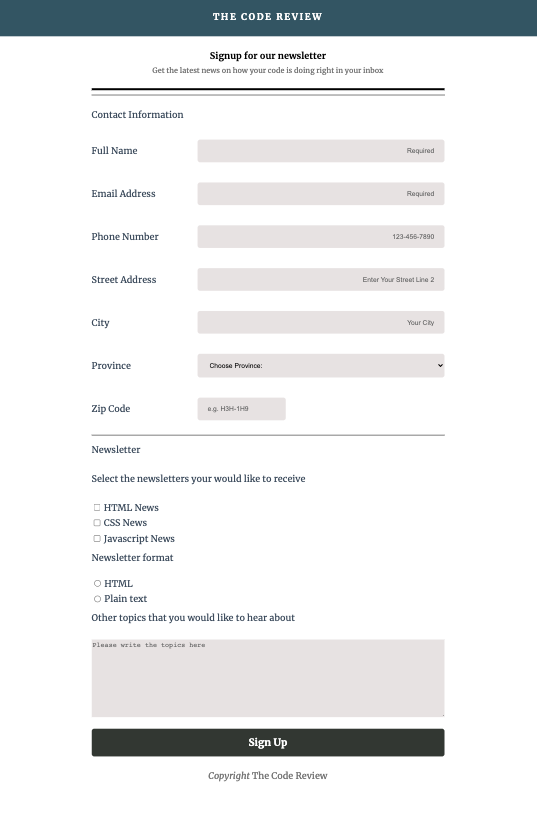 THE CODE REVIEW
Signup for our newsletter
Get the latest news on how your code is doing right in your inbox
Contact Information
Full Name Required
Email Address Required
Phone Number 123-456-7890
Street Address Enter Your Street Line 2
City Your City
Province Choose Province:
Zip Code e.g. H3H-1H9
Newsletter
Select the newsletters your would like to receive
HTML News
CSS News
Javascript News
Newsletter format
HTML
Plain text
Other topics that you would like to hear about
Please write the topics here
Sign Up
Copyright The Code Review